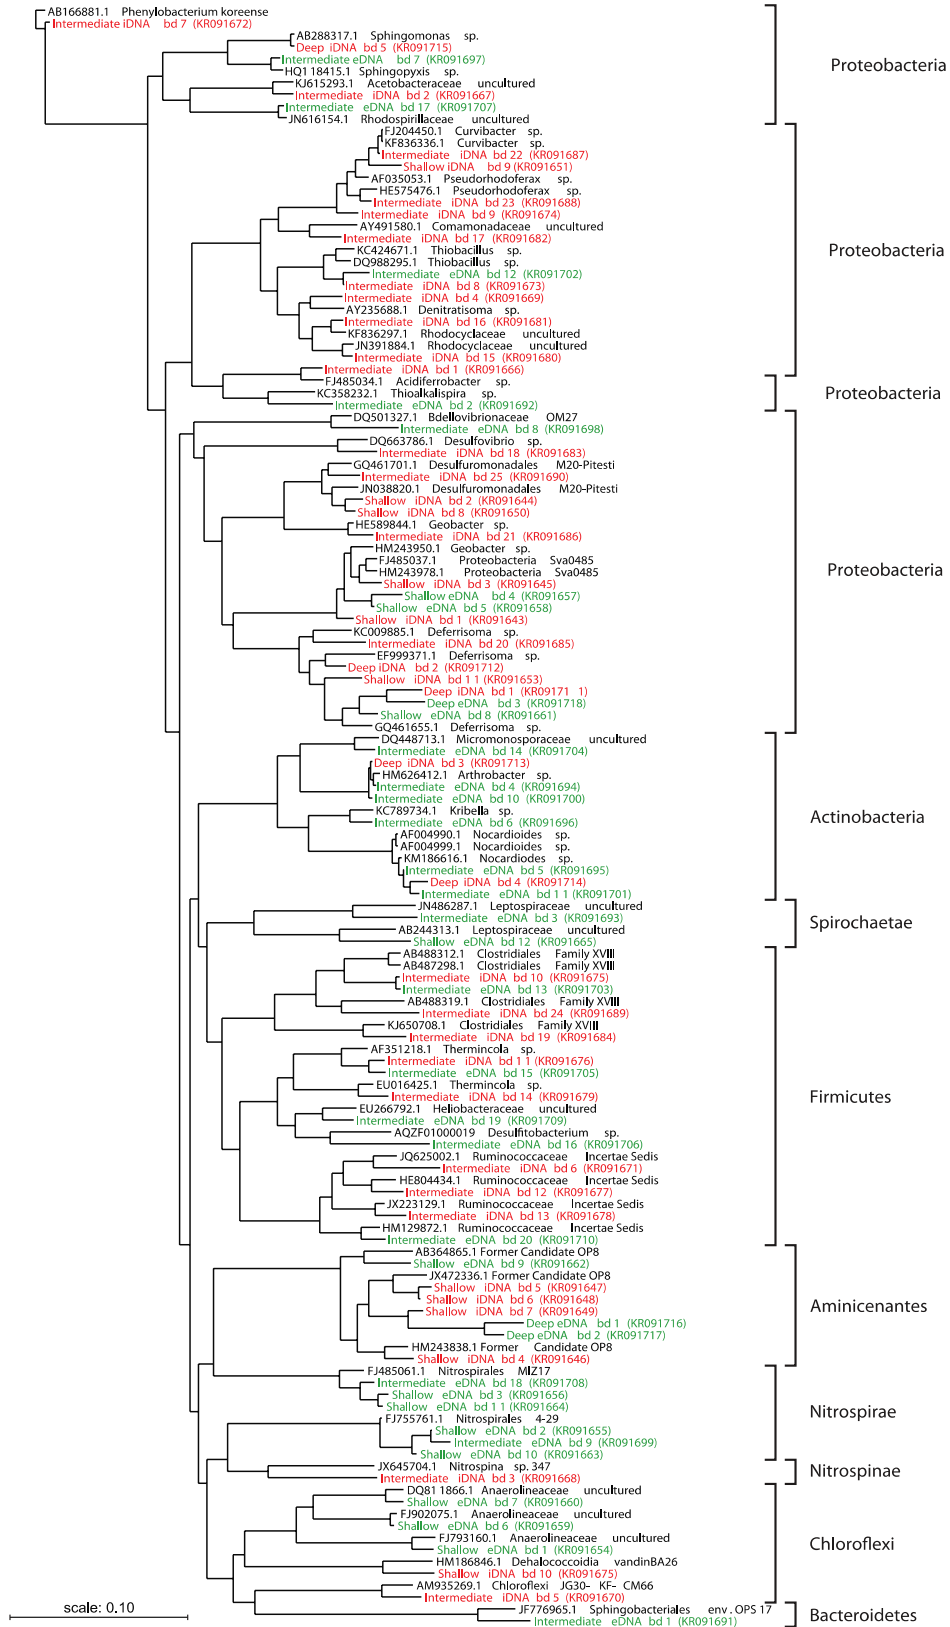 AB166881.1 Phenylobacterium koreense
Intermediate iDNA bd 7 (KR091672)
AB288317.1 Sphingomonas sp.
Deep iDNA bd 5 (KR091715)
Intermediate eDNA bd 7 (KR091697)
HQ1 18415.1 Sphingopyxis sp.
KJ615293.1 Acetobacteraceae uncultured
Proteobacteria
Intermediate iDNA bd 2 (KR091667)
Intermediate eDNA bd 17 (KR091707)
JN616154.1 Rhodospirillaceae uncultured
FJ204450.1 Curvibacter sp.
KF836336.1 Curvibacter sp.
Intermediate iDNA bd 22 (KR091687)
Shallow iDNA bd 9 (KR091651)
AF035053.1 Pseudorhodoferax sp.
HE575476.1 Pseudorhodoferax sp.
Intermediate iDNA bd 23 (KR091688)
Intermediate iDNA bd 9 (KR091674)
AY491580.1 Comamonadaceae uncultured
Intermediate iDNA bd 17 (KR091682)
KC424671.1 Thiobacillus sp.
Proteobacteria
DQ988295.1 Thiobacillus sp.
Intermediate eDNA bd 12 (KR091702)
Intermediate iDNA bd 8 (KR091673)
Intermediate iDNA bd 4 (KR091669)
AY235688.1 Denitratisoma sp.
Intermediate iDNA bd 16 (KR091681)
KF836297.1 Rhodocyclaceae uncultured
JN391884.1 Rhodocyclaceae uncultured
Intermediate iDNA bd 15 (KR091680)
Intermediate iDNA bd 1 (KR091666)
FJ485034.1 Acidiferrobacter sp.
KC358232.1 Thioalkalispira sp.
Proteobacteria
Intermediate eDNA bd 2 (KR091692)
DQ501327.1 Bdellovibrionaceae OM27
Intermediate eDNA bd 8 (KR091698)
DQ663786.1 Desulfovibrio sp.
Intermediate iDNA bd 18 (KR091683)
GQ461701.1 Desulfuromonadales M20-Pitesti
Intermediate iDNA bd 25 (KR091690)
JN038820.1 Desulfuromonadales M20-Pitesti
Shallow iDNA bd 2 (KR091644)
Shallow iDNA bd 8 (KR091650)
HE589844.1 Geobacter sp.
Intermediate iDNA bd 21 (KR091686)
HM243950.1 Geobacter sp.
FJ485037.1 Proteobacteria Sva0485
HM243978.1 Proteobacteria Sva0485
Proteobacteria
Shallow iDNA bd 3 (KR091645)
Shallow eDNA bd 4 (KR091657)
Shallow eDNA bd 5 (KR091658)
Shallow iDNA bd 1 (KR091643)
KC009885.1 Deferrisoma sp.
Intermediate iDNA bd 20 (KR091685)
EF999371.1 Deferrisoma sp.
Deep iDNA bd 2 (KR091712)
Shallow iDNA bd 1 1 (KR091653)
Deep iDNA bd 1 (KR09171 1)
Deep eDNA bd 3 (KR091718)
Shallow eDNA bd 8 (KR091661)
GQ461655.1 Deferrisoma sp.
DQ448713.1 Micromonosporaceae uncultured
Intermediate eDNA bd 14 (KR091704)
Deep iDNA bd 3 (KR091713)
HM626412.1 Arthrobacter sp.
Intermediate eDNA bd 4 (KR091694)
Intermediate eDNA bd 10 (KR091700)
KC789734.1 Kribella sp.
Actinobacteria
Intermediate eDNA bd 6 (KR091696)
AF004990.1 Nocardioides sp.
AF004999.1 Nocardioides sp.
KM186616.1 Nocardiodes sp.
Intermediate eDNA bd 5 (KR091695)
Deep iDNA bd 4 (KR091714)
Intermediate eDNA bd 1 1 (KR091701)
JN486287.1 Leptospiraceae uncultured
Intermediate eDNA bd 3 (KR091693)
Spirochaetae
AB244313.1 Leptospiraceae uncultured
Shallow eDNA bd 12 (KR091665)
AB488312.1 Clostridiales Family XVIII
AB487298.1 Clostridiales Family XVIII
Intermediate iDNA bd 10 (KR091675)
Intermediate eDNA bd 13 (KR091703)
AB488319.1 Clostridiales Family XVIII
Intermediate iDNA bd 24 (KR091689)
KJ650708.1 Clostridiales Family XVIII
Intermediate iDNA bd 19 (KR091684)
AF351218.1 Thermincola sp.
Intermediate iDNA bd 1 1 (KR091676)
Intermediate eDNA bd 15 (KR091705)
EU016425.1 Thermincola sp.
Intermediate iDNA bd 14 (KR091679)
Firmicutes
EU266792.1 Heliobacteraceae uncultured
Intermediate eDNA bd 19 (KR091709)
AQZF01000019 Desulfitobacterium sp.
Intermediate eDNA bd 16 (KR091706)
JQ625002.1 Ruminococcaceae Incertae Sedis
Intermediate iDNA bd 6 (KR091671)
HE804434.1 Ruminoccaceae Incertae Sedis
Intermediate iDNA bd 12 (KR091677)
JX223129.1 Ruminococcaceae Incertae Sedis
Intermediate iDNA bd 13 (KR091678)
HM129872.1 Ruminococcaceae Incertae Sedis
Intermediate eDNA bd 20 (KR091710)
AB364865.1 Former Candidate OP8
Shallow eDNA bd 9 (KR091662)
JX472336.1 Former Candidate OP8
Shallow iDNA bd 5 (KR091647)
Shallow iDNA bd 6 (KR091648)
Aminicenantes
Shallow iDNA bd 7 (KR091649)
Deep eDNA bd 1 (KR091716)
Deep eDNA bd 2 (KR091717)
HM243838.1 Former Candidate OP8
Shallow iDNA bd 4 (KR091646)
FJ485061.1 Nitrospirales MIZ17
Intermediate eDNA bd 18 (KR091708)
Shallow eDNA bd 3 (KR091656)
Shallow eDNA bd 1 1 (KR091664)
Nitrospirae
FJ755761.1 Nitrospirales 4-29
Shallow eDNA bd 2 (KR091655)
Intermediate eDNA bd 9 (KR091699)
Shallow eDNA bd 10 (KR091663)
JX645704.1 Nitrospina sp. 347
Nitrospinae
Intermediate iDNA bd 3 (KR091668)
DQ81 1866.1 Anaerolineaceae uncultured
Shallow eDNA bd 7 (KR091660)
FJ902075.1 Anaerolineaceae uncultured
Shallow eDNA bd 6 (KR091659)
FJ793160.1 Anaerolineaceae uncultured
Chloroflexi
Shallow eDNA bd 1 (KR091654)
HM186846.1 Dehalococcoidia vandinBA26
Shallow iDNA bd 10 (KR091675)
AM935269.1 Chloroflexi JG30- KF- CM66
Intermediate iDNA bd 5 (KR091670)
scale: 0.10
JF776965.1 Sphingobacteriales env. OPS 17
Bacteroidetes
Intermediate eDNA bd 1 (KR091691)